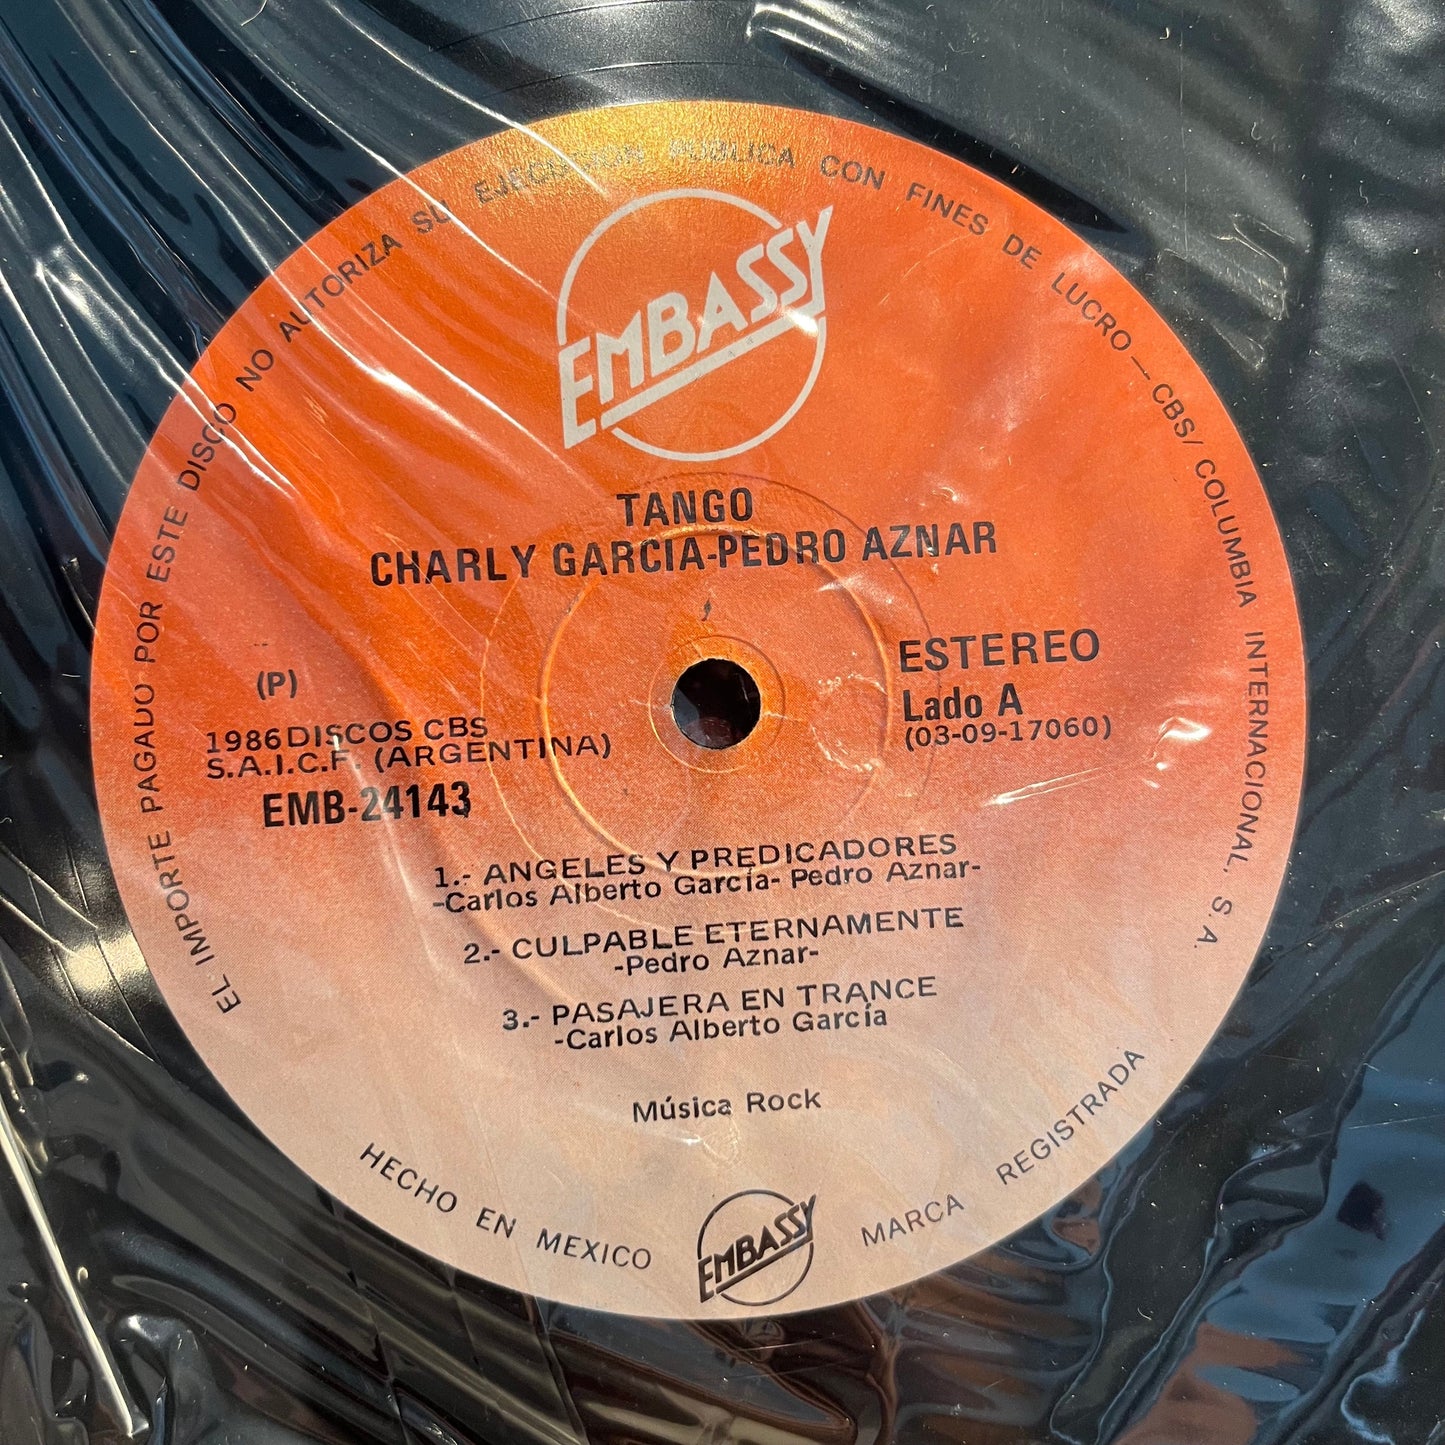 EL IMPORTE PAGADO POR ESTE DISCO NO AUTORIZA SU EJECUCION PUBLICA CON FINES DE LUCRO — CBS/ COLUMBIA INTERNACIONAL, S.A.
EMBASSY
TANGO
CHARLY GARCIA-PEDRO AZNAR
(P)
1986 DISCOS CBS
S.A.I.C.F. (ARGENTINA)
EMB-24143
ESTEREO
Lado A
(03-09-17060)
1.- ANGELES Y PREDICADORES
-Carlos Alberto García- Pedro Aznar-
2.- CULPABLE ETERNAMENTE
-Pedro Aznar-
3.- PASAJERA EN TRANCE
-Carlos Alberto García
Música Rock
HECHO EN MEXICO
EMBASSY
MARCA REGISTRADA